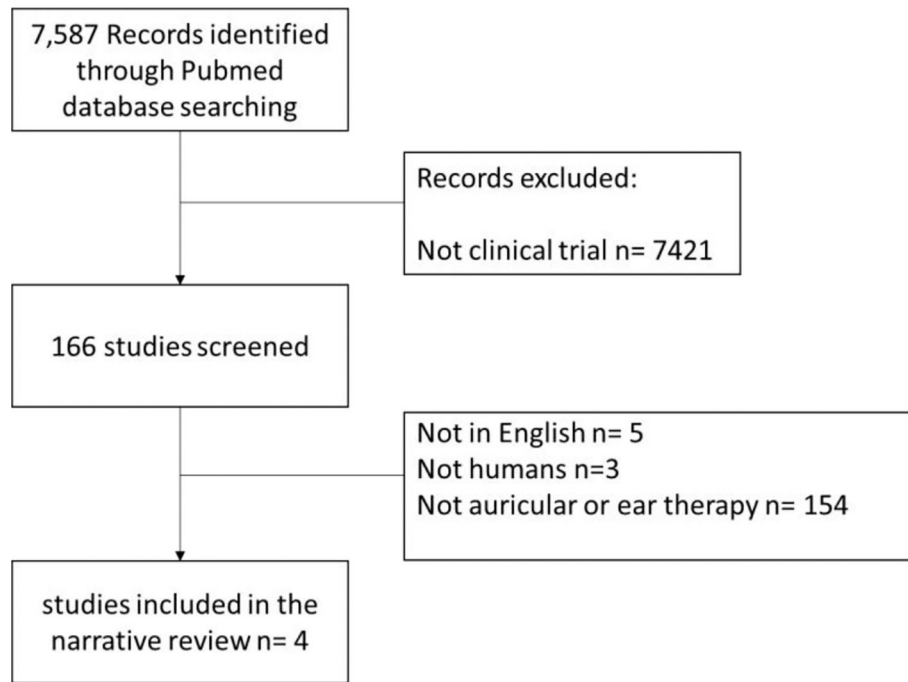 7,587 Records identified
through Pubmed
database searching
Records excluded:
Not clinical trial n= 7421
166 studies screened
Not in English n= 5
Not humans n=3
Not auricular or ear therapy n= 154
studies included in the
narrative review n= 4